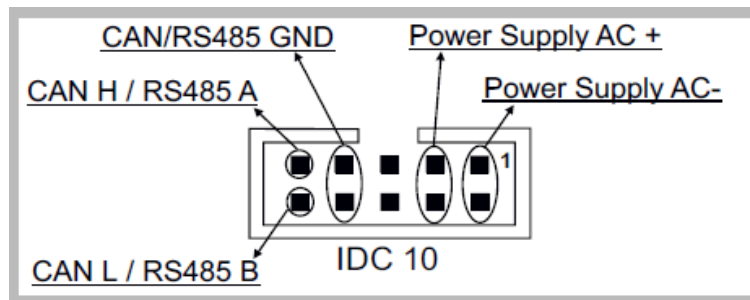 CAN/RS485 GND
Power Supply AC +
CAN H / RS485 A
Power Supply AC-
1
IDC 10
CAN L / RS485 B